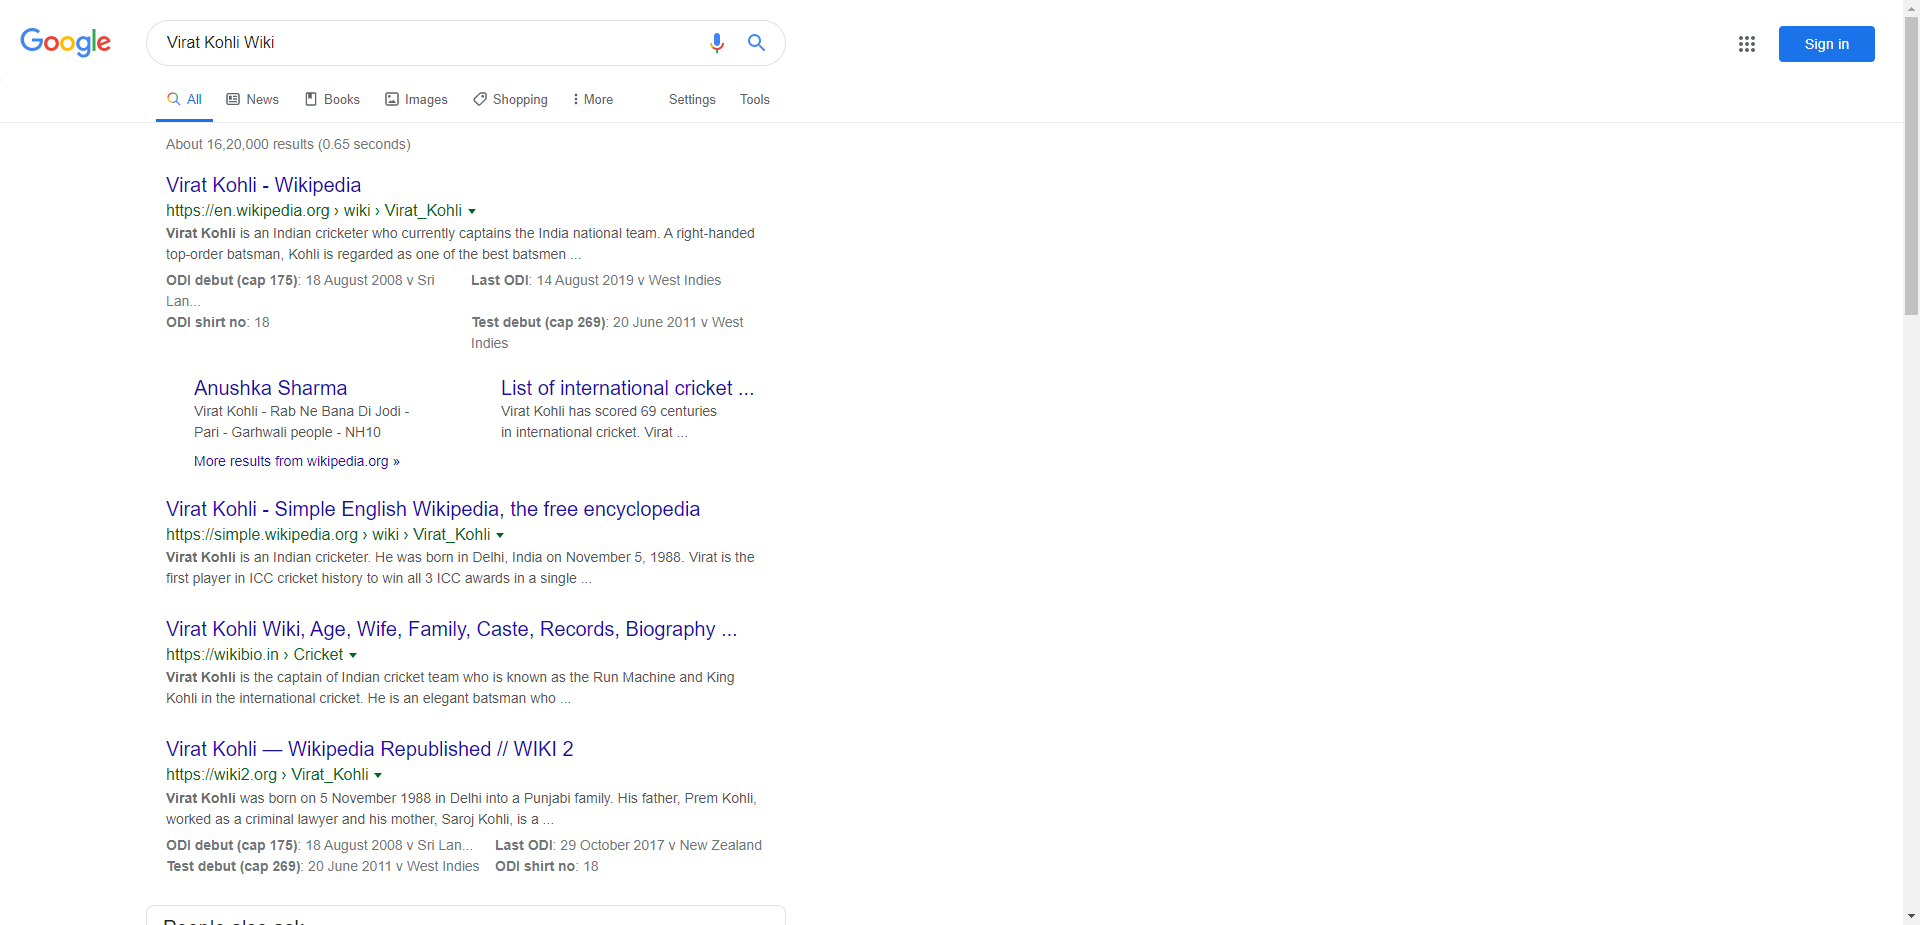 Google
Virat Kohli Wiki
Sign in
All News Books Images Shopping More Settings Tools
About 16,20,000 results (0.65 seconds)
Virat Kohli - Wikipedia
https://en.wikipedia.org › wiki › Virat_Kohli
Virat Kohli is an Indian cricketer who currently captains the India national team. A right-handed
top-order batsman, Kohli is regarded as one of the best batsmen ...
ODI debut (cap 175): 18 August 2008 v Sri
Lan...
Last ODI: 14 August 2019 v West Indies
ODI shirt no: 18
Test debut (cap 269): 20 June 2011 v West
Indies
Anushka Sharma
Virat Kohli - Rab Ne Bana Di Jodi -
Pari - Garhwali people - NH10
List of international cricket ...
Virat Kohli has scored 69 centuries
in international cricket. Virat ...
More results from wikipedia.org »
Virat Kohli - Simple English Wikipedia, the free encyclopedia
https://simple.wikipedia.org › wiki › Virat_Kohli
Virat Kohli is an Indian cricketer. He was born in Delhi, India on November 5, 1988. Virat is the
first player in ICC cricket history to win all 3 ICC awards in a single ...
Virat Kohli Wiki, Age, Wife, Family, Caste, Records, Biography ...
https://wikibio.in › Cricket
Virat Kohli is the captain of Indian cricket team who is known as the Run Machine and King
Kohli in the international cricket. He is an elegant batsman who ...
Virat Kohli — Wikipedia Republished // WIKI 2
https://wiki2.org › Virat_Kohli
Virat Kohli was born on 5 November 1988 in Delhi into a Punjabi family. His father, Prem Kohli,
worked as a criminal lawyer and his mother, Saroj Kohli, is a ...
ODI debut (cap 175): 18 August 2008 v Sri Lan... Last ODI: 29 October 2017 v New Zealand
Test debut (cap 269): 20 June 2011 v West Indies ODI shirt no: 18
People also ask